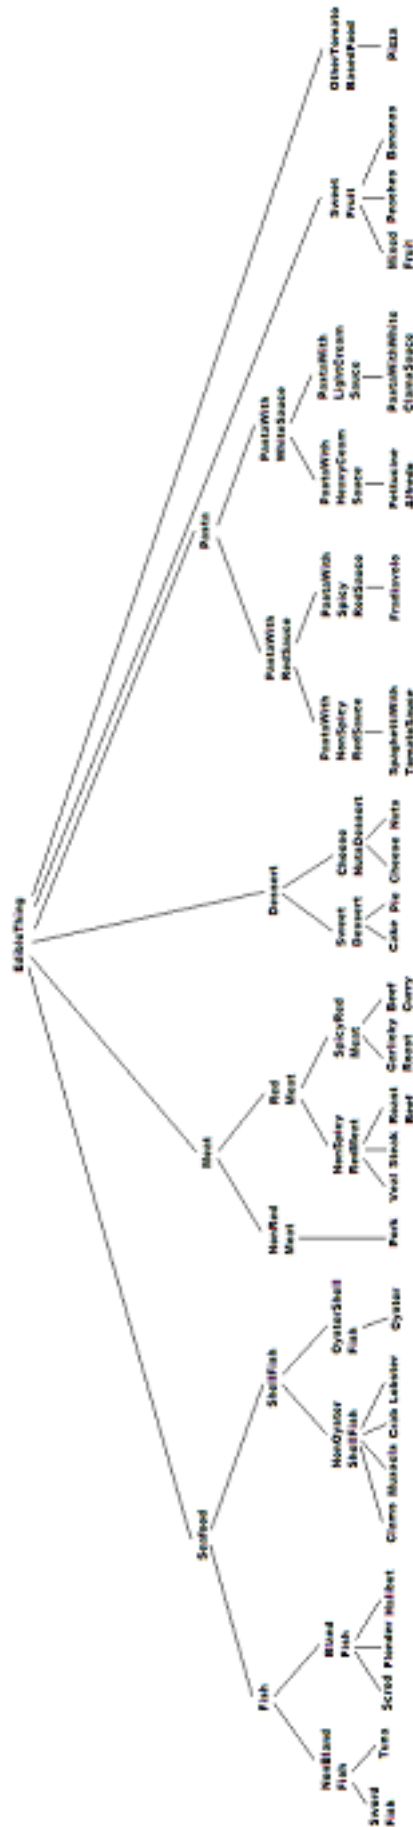 EdibleThing
Seafood
Meat
Dessert
Pasta
Sweet
Fruit
OtherTomato
BasedFood
Fish
ShellFish
NonRed
Meat
Red
Meat
PastaWith
RedSauce
PastaWith
WhiteSauce
NonBland
Fish
Bland
Fish
NonOyster
ShellFish
OysterShell
Fish
NonSpicy
RedMeat
SpicyRed
Meat
Sweet
Dessert
Cheese
NutsDessert
PastaWith
NonSpicy
RedSauce
PastaWith
Spicy
RedSauce
PastaWith
HeavyCeam
Sauce
PastaWith
LightCream
Sauce
Sword
Fish
Tuna
Scrod Flunder Halibut
Clams Mussels Crab Lobster
Oyster
Pork
Veal Steak Roast
Beef
Garlicky Beef
Roast Curry
Cake Pie
Cheese Nuts
SpaghettiWith
TomatoSauce
Fradiavolo
Fettucine
Alfredo
PastaWithWhite
ClamsSauce
Mixed Peaches Bananas
Fruit
Pizza